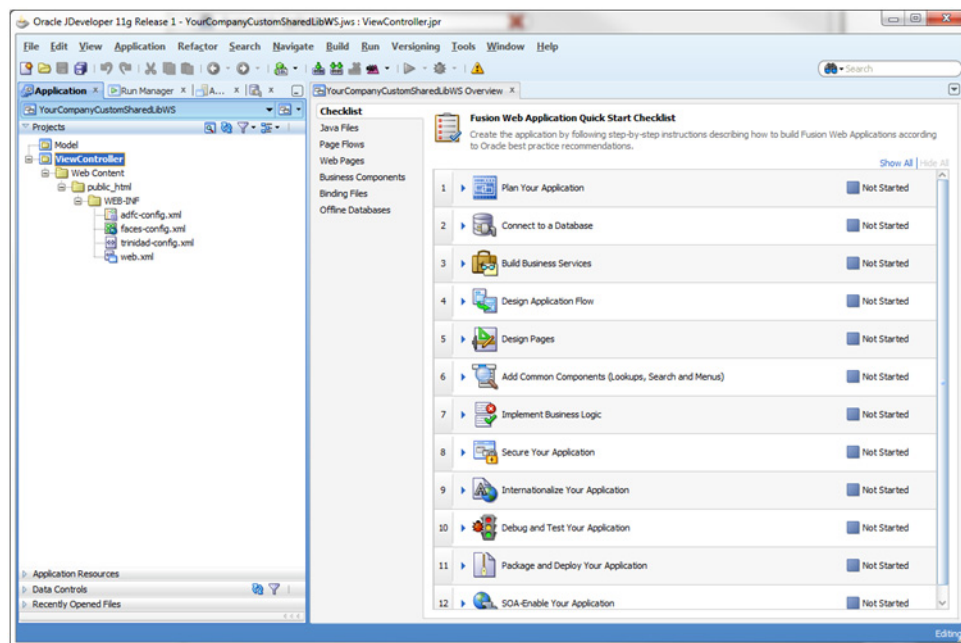 Oracle JDeveloper 11g Release 1 - YourCompanyCustomSharedLibWS.jws : ViewController.jpr
File Edit View Application Refactor Search Navigate Build Run Versioning Tools Window Help
Search
Application x Run Manager x A... x x
YourCompanyCustomSharedLibWS Overview x
YourCompanyCustomSharedLibWS
Projects
Model
ViewController
Web Content
public_html
WEB-INF
adfc-config.xml
faces-config.xml
trinidad-config.xml
web.xml
Application Resources
Data Controls
Recently Opened Files
Checklist
Java Files
Page Flows
Web Pages
Business Components
Binding Files
Offline Databases
Fusion Web Application Quick Start Checklist
Create the application by following step-by-step instructions describing how to build Fusion Web Applications according
to Oracle best practice recommendations.
Show All | Hide All
1 Plan Your Application Not Started
2 Connect to a Database Not Started
3 Build Business Services Not Started
4 Design Application Flow Not Started
5 Design Pages Not Started
6 Add Common Components (Lookups, Search and Menus) Not Started
7 Implement Business Logic Not Started
8 Secure Your Application Not Started
9 Internationalize Your Application Not Started
10 Debug and Test Your Application Not Started
11 Package and Deploy Your Application Not Started
12 SOA-Enable Your Application Not Started
Editing